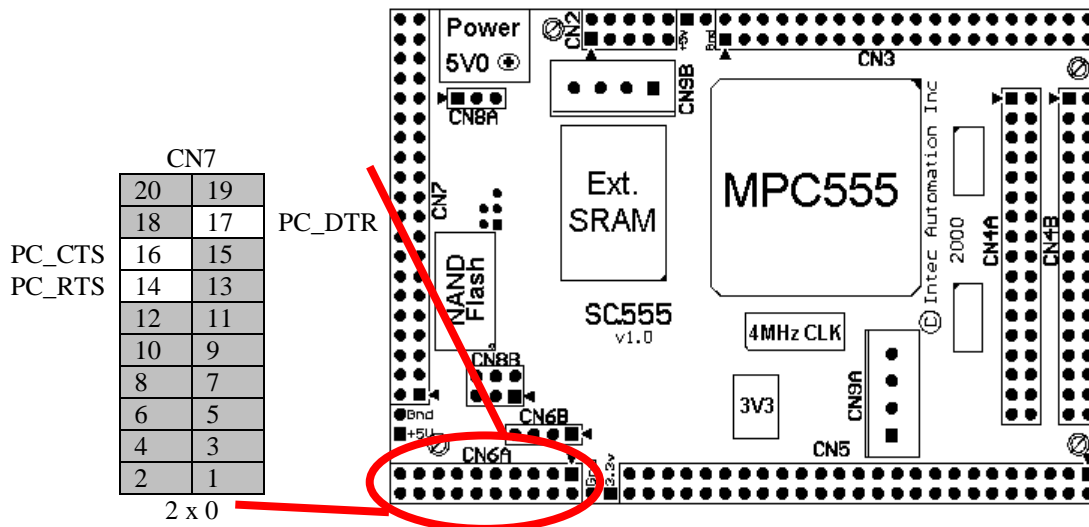 CN7
20 19
18 17 PC_DTR
PC_CTS 16 15
PC_RTS 14 13
12 11
10 9
8 7
6 5
4 3
2 1
2 x 0
Power
5V0
CN8A
CN7
NAND
Flash
CN8B
Gnd
+5V
CN6A
CN6B
Gnd
3.3v
CN2
+5v
Gnd
CN3
CN9B
Ext.
SRAM
MPC555
SC555
v1.0
4MHz CLK
3V3
CN9A
CN5
© Intec Automation Inc
2000
CN4A
CN4B